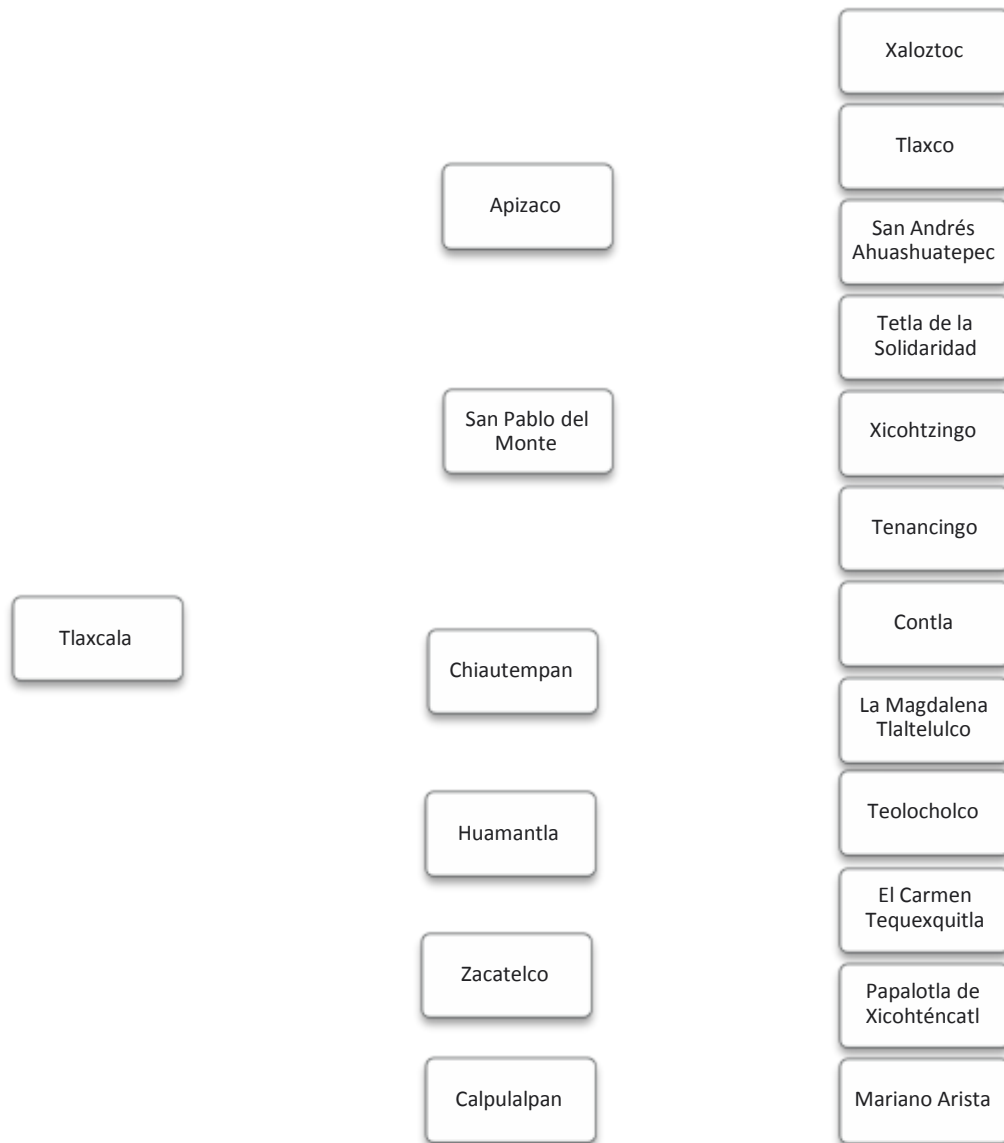 Tlaxcala
Apizaco
San Pablo del
Monte
Chiautempan
Huamantla
Zacatelco
Calpulalpan
Xaloztoc
Tlaxco
San Andrés
Ahuashuatepec
Tetla de la
Solidaridad
Xicohtzingo
Tenancingo
Contla
La Magdalena
Tlaltelulco
Teolocholco
El Carmen
Tequexquitla
Papalotla de
Xicohténcatl
Mariano Arista